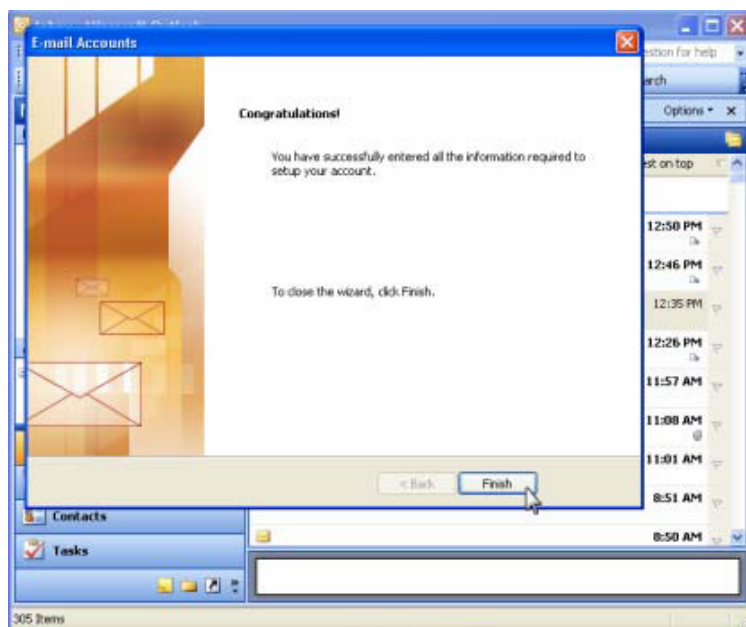 E-mail Accounts
estion for help
arch
Options
Congratulations!
You have successfully entered all the information required to
setup your account.
est on top
12:50 PM
12:46 PM
To close the wizard, click Finish.
12:35 PM
12:26 PM
11:57 AM
11:08 AM
11:01 AM
< Back Finish
8:51 AM
Contacts
8:50 AM
Tasks
305 Items